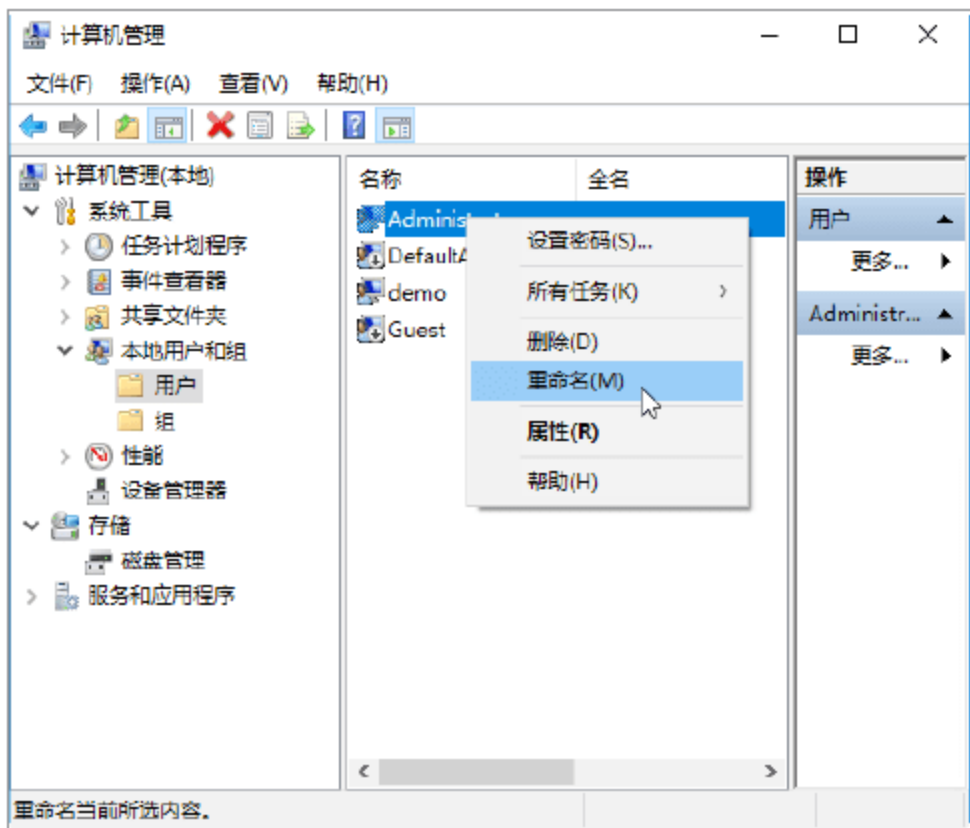 计算机管理
文件(F) 操作(A) 查看(V) 帮助(H)
计算机管理(本地)
系统工具
任务计划程序
事件查看器
共享文件夹
本地用户和组
用户
组
性能
设备管理器
存储
磁盘管理
服务和应用程序
名称 全名
Adminis
Default
demo
Guest
设置密码(S)...
所有任务(K)
删除(D)
重命名(M)
属性(R)
帮助(H)
操作
用户
更多...
Administr...
更多...
重命名当前所选内容。